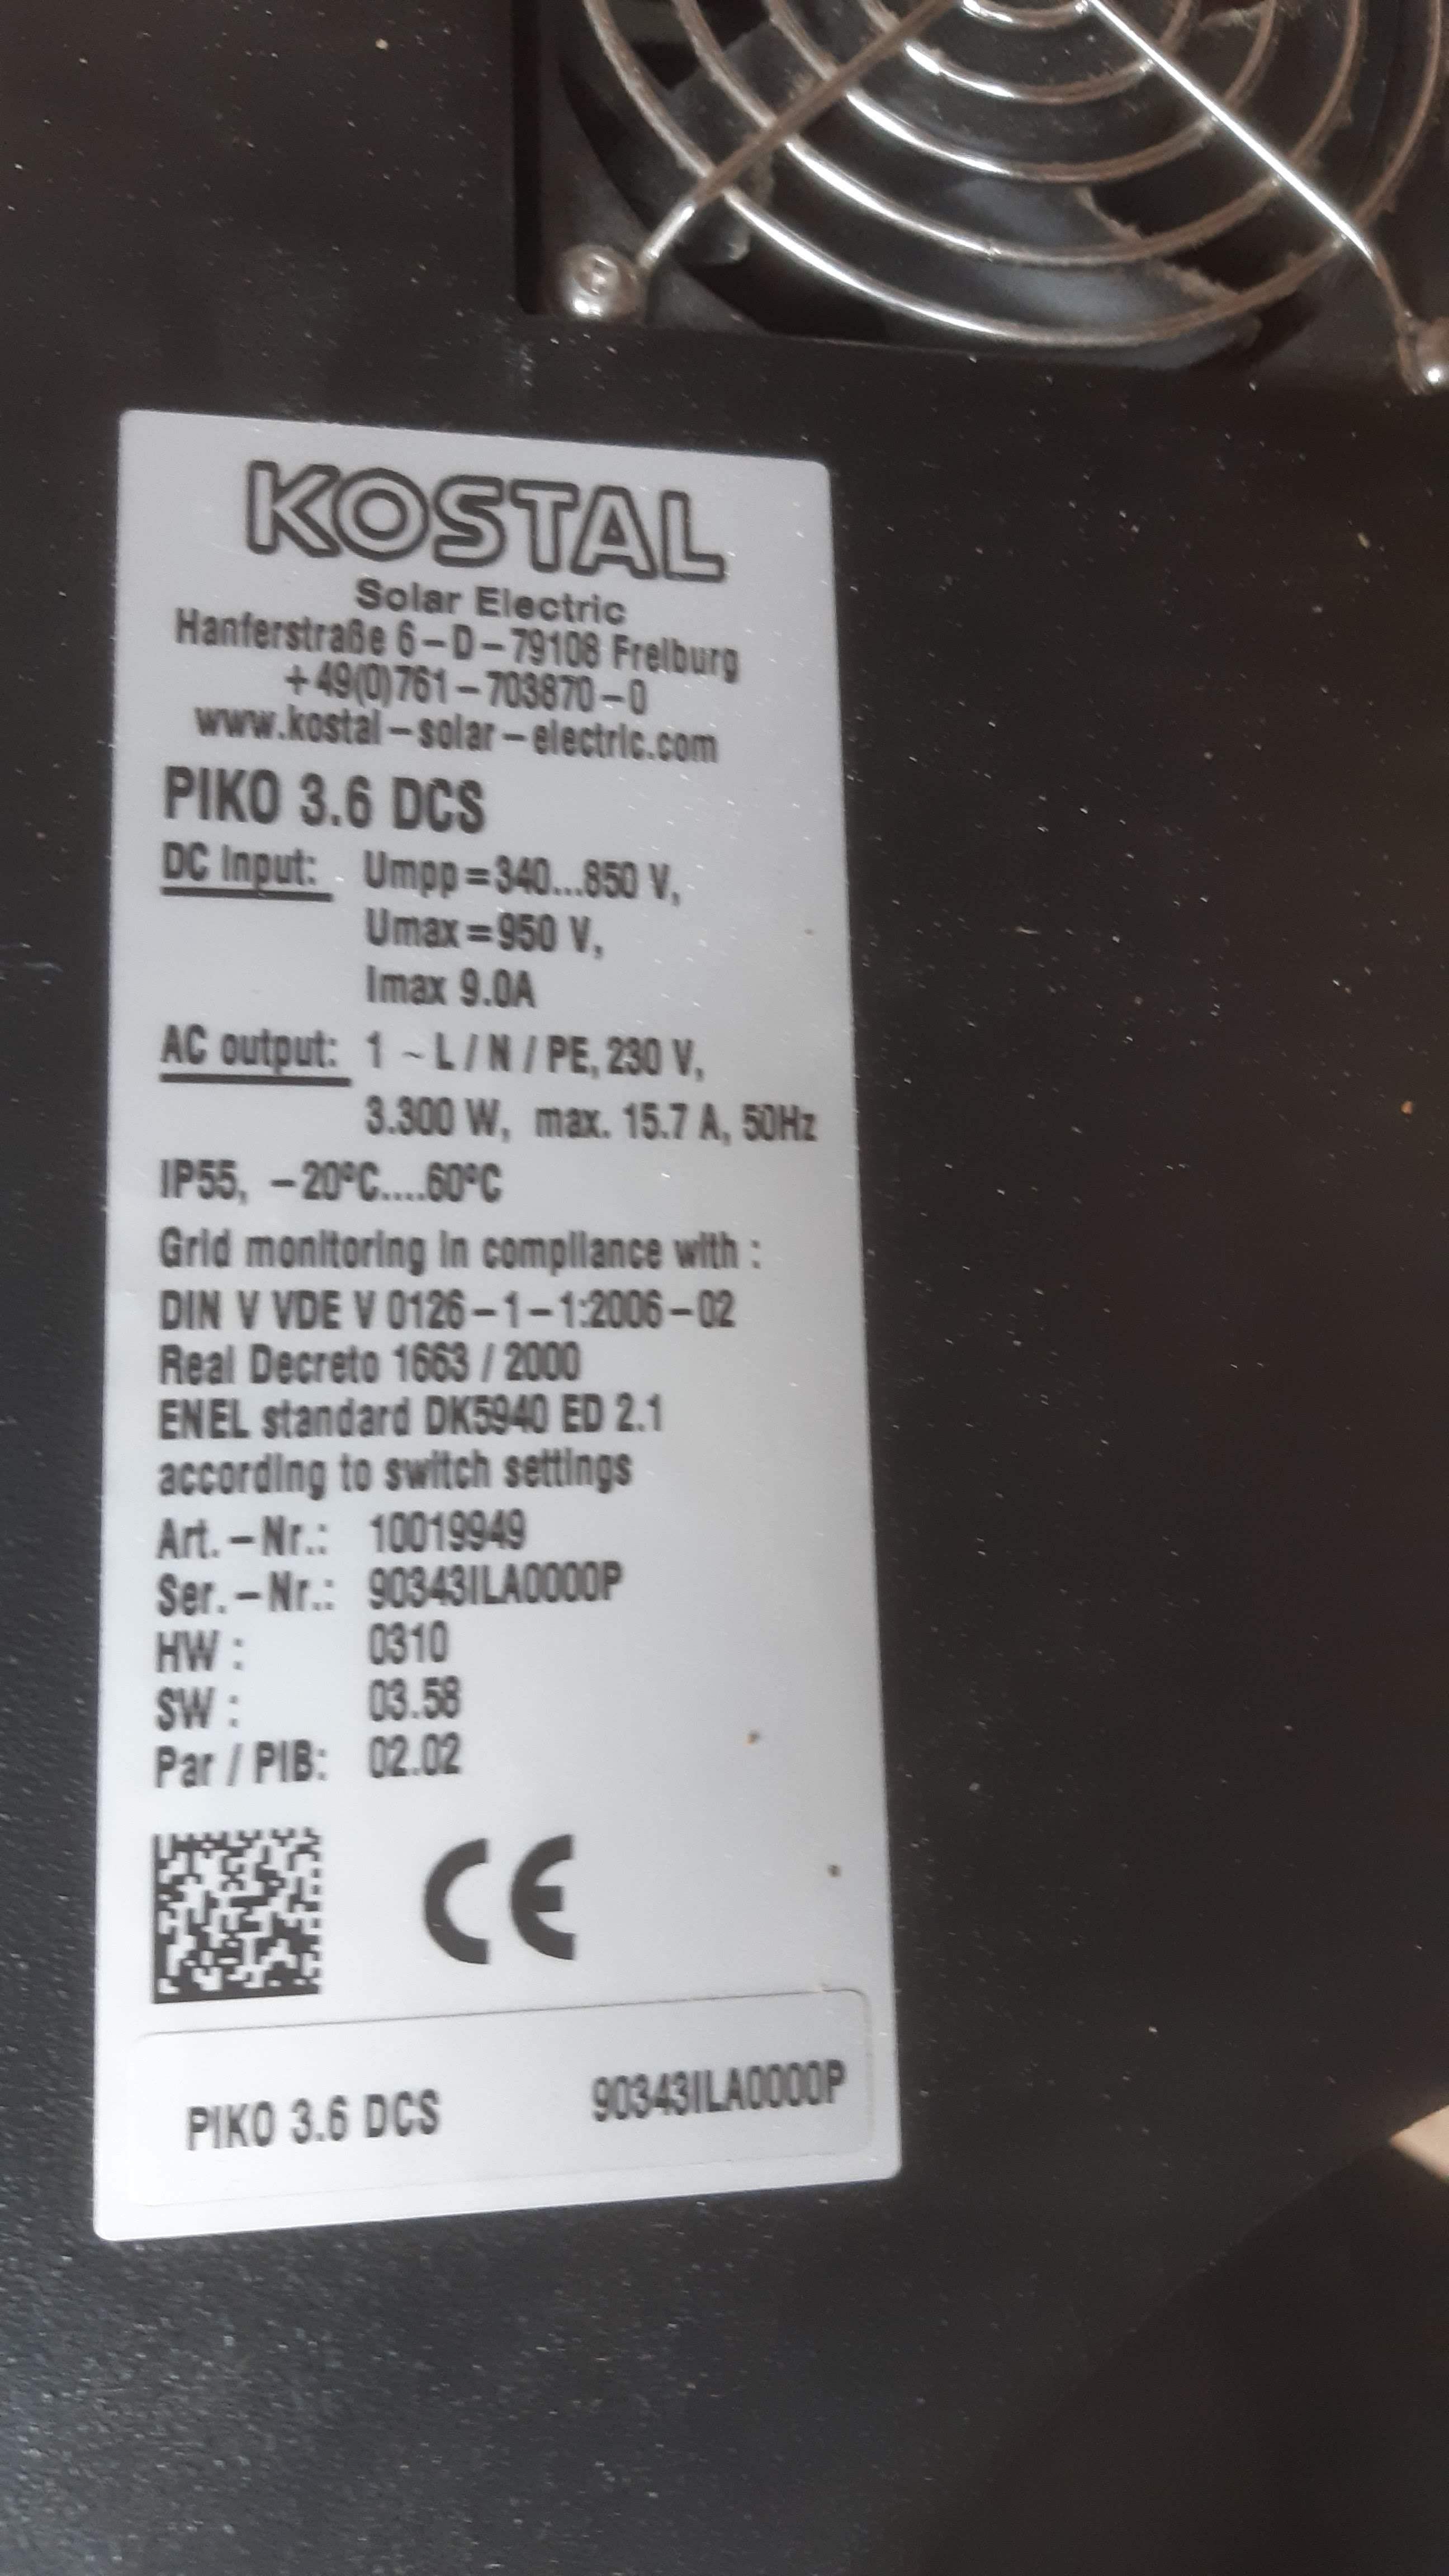 KOSTAL
Solar Electric
Hanferstraße 6 – D – 79108 Freiburg
+49(0)761 – 703870 – 0
www.kostal – solar – electric.com
PIKO 3.6 DCS
DC Input: Umpp = 340...850 V,
Umax = 950 V,
Imax 9.0A
AC output: 1 ~ L / N / PE, 230 V,
3.300 W, max. 15.7 A, 50Hz
IP55, – 20°C....60°C
Grid monitoring in compliance with :
DIN V VDE V 0126 – 1 – 1:2006 – 02
Real Decreto 1663 / 2000
ENEL standard DK5940 ED 2.1
according to switch settings
Art. – Nr.: 10019949
Ser. – Nr.: 90343ILA0000P
HW : 0310
SW : 03.58
Par / PIB: 02.02
CE
PIKO 3.6 DCS 90343ILA0000P